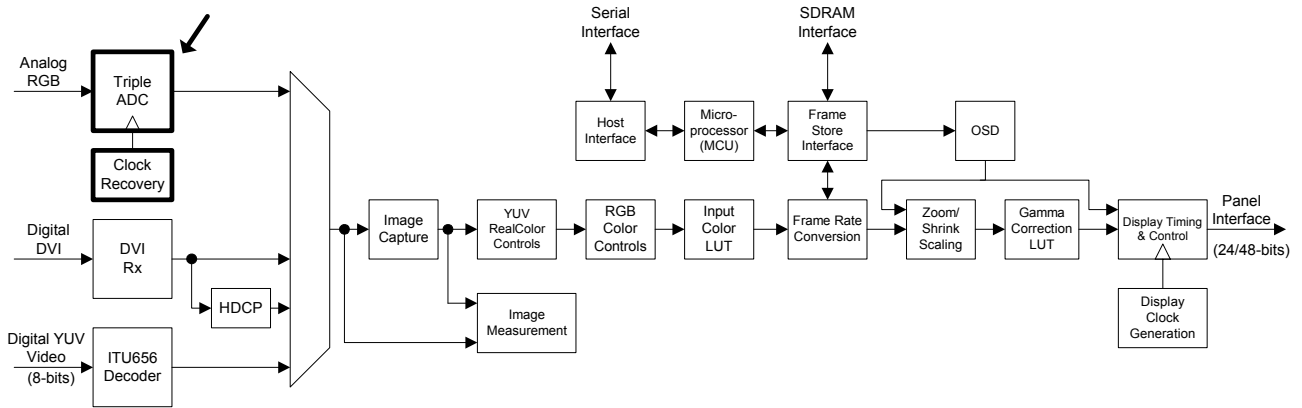 Serial
Interface
SDRAM
Interface
Analog
RGB
Triple
ADC
Clock
Recovery
Host
Interface
Micro-
processor
(MCU)
Frame
Store
Interface
OSD
Digital
DVI
DVI
Rx
HDCP
Digital YUV
Video
(8-bits)
ITU656
Decoder
Image
Capture
YUV
RealColor
Controls
RGB
Color
Controls
Input
Color
LUT
Frame Rate
Conversion
Zoom/
Shrink
Scaling
Gamma
Correction
LUT
Display Timing
& Control
Panel
Interface
(24/48-bits)
Image
Measurement
Display
Clock
Generation